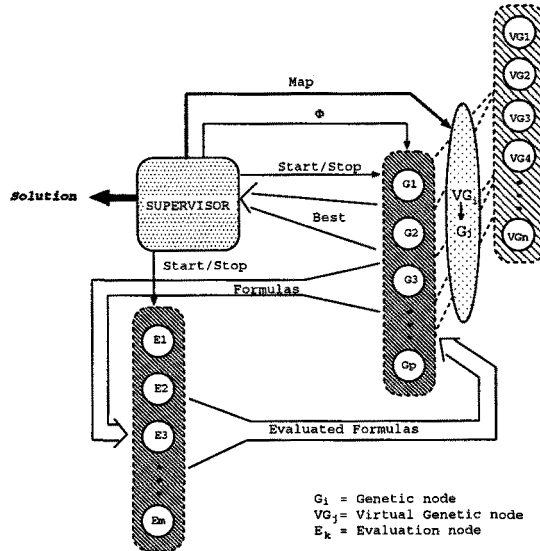 VG1
VG2
Map
VG3
Φ
VG4
Start/Stop
G1
VGi
Solution
SUPERVISOR
Best
G2
Gj
VGn
Start/Stop
G3
Formulas
E1
Gp
E2
Evaluated Formulas
E3
Em
Gi = Genetic node
VGj= Virtual Genetic node
Ek = Evaluation node